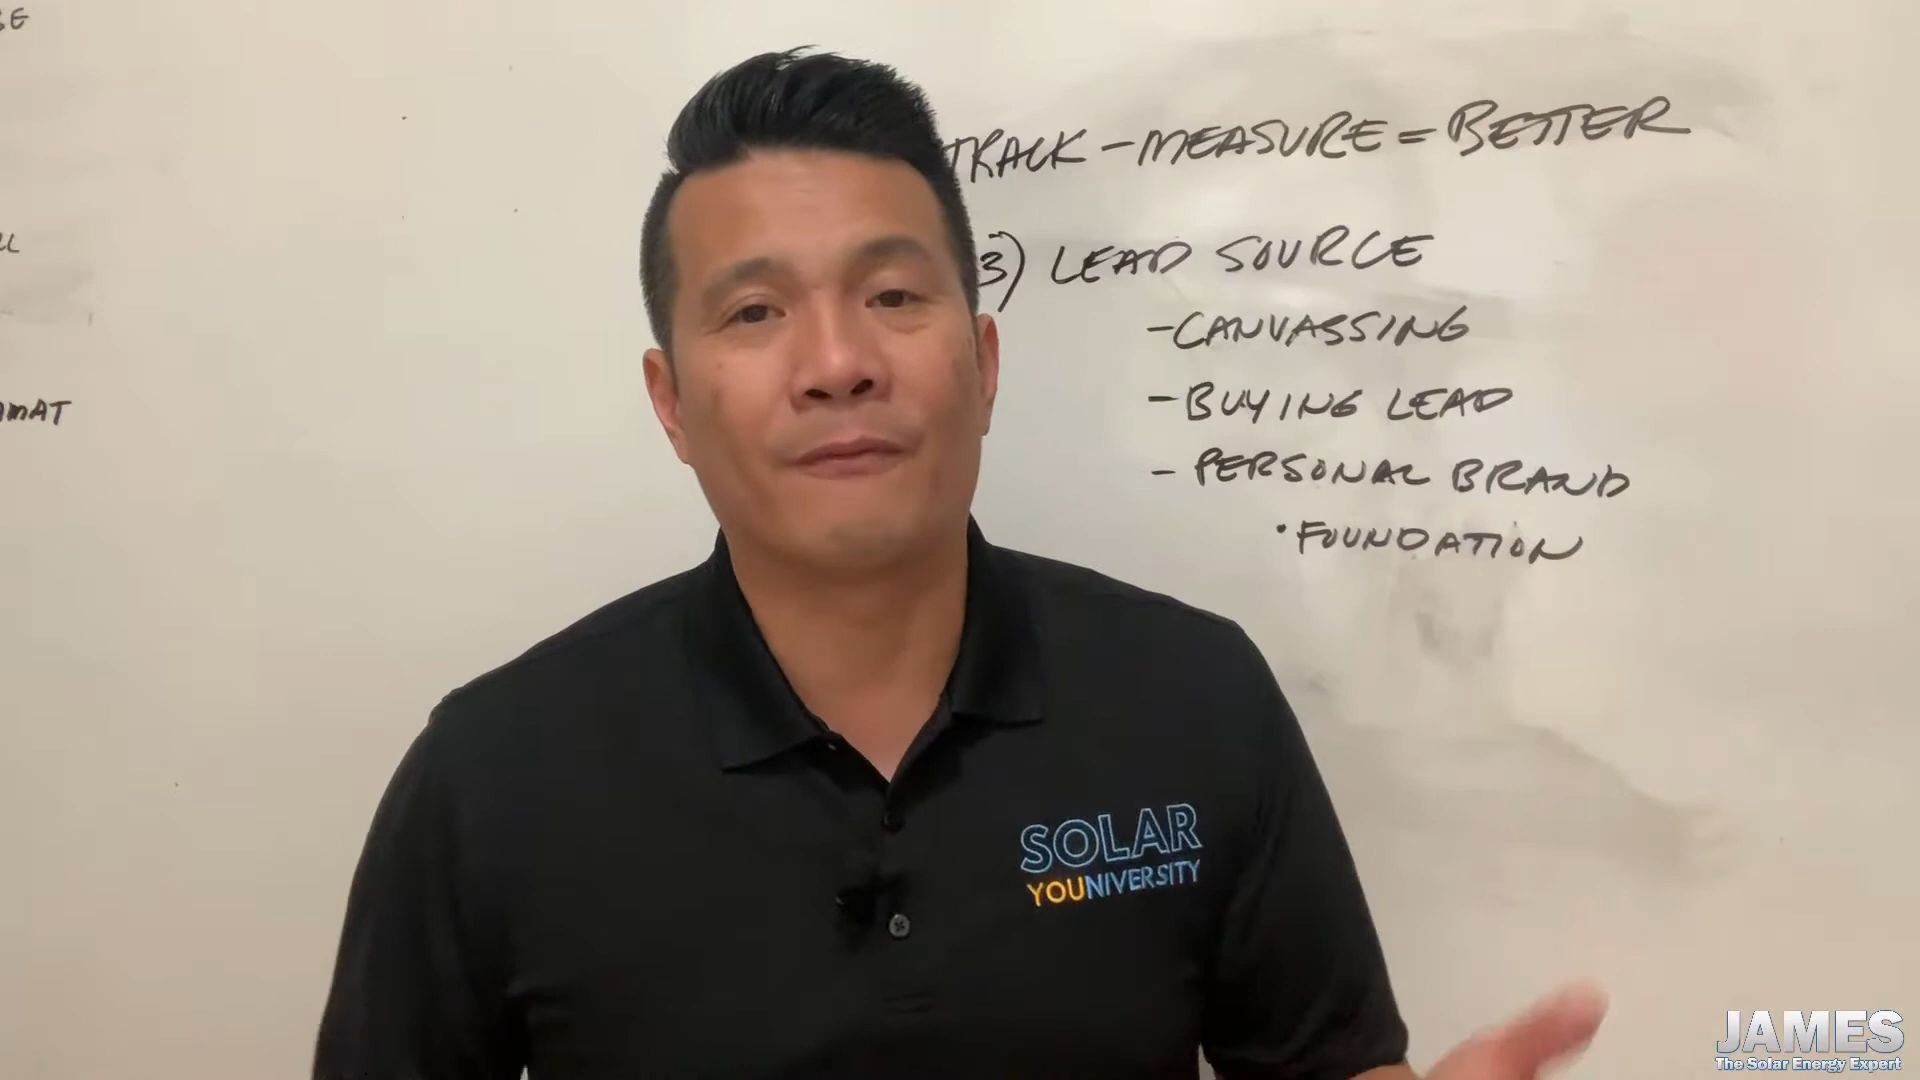 TRACK - MEASURE = BETTER
3) LEAD SOURCE
- CANVASSING
- BUYING LEAD
- PERSONAL BRAND
• FOUNDATION
SOLAR
YOUNIVERSITY
JAMES
The Solar Energy Expert